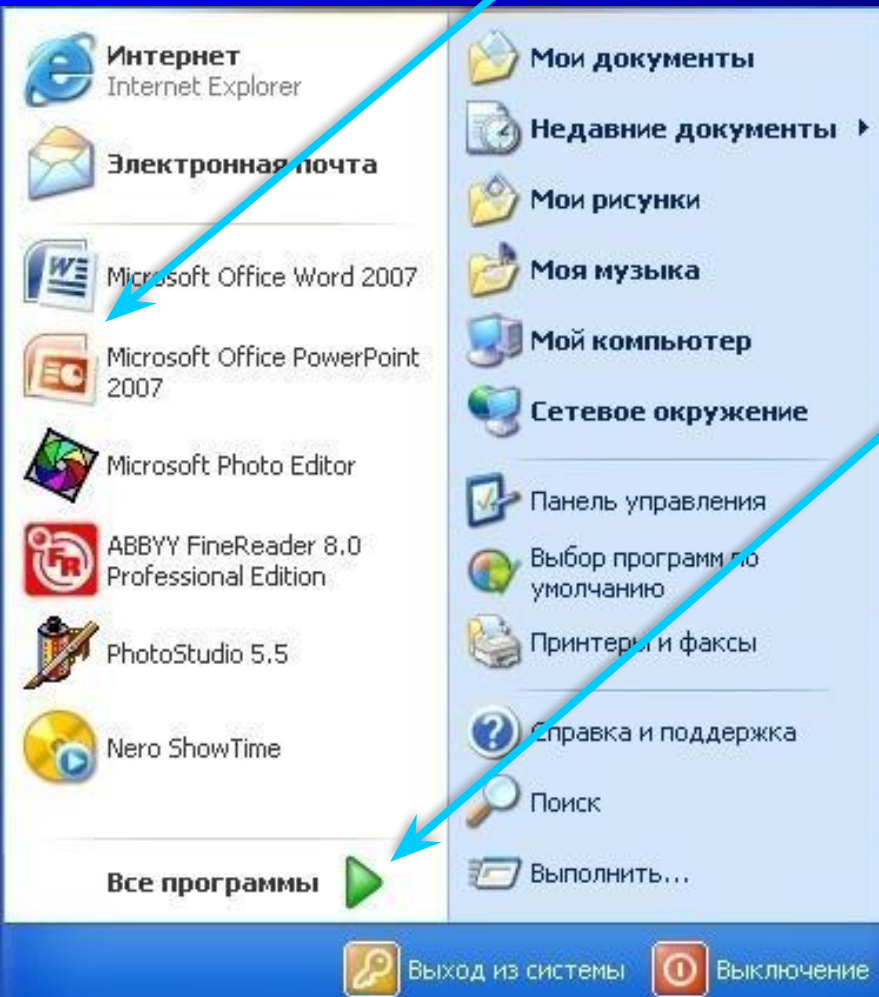 Интернет
Internet Explorer
Электронная почта
Microsoft Office Word 2007
Microsoft Office PowerPoint
2007
Microsoft Photo Editor
ABBYY FineReader 8.0
Professional Edition
PhotoStudio 5.5
Nero ShowTime
Все программы
Мои документы
Недавние документы
Мои рисунки
Моя музыка
Мой компьютер
Сетевое окружение
Панель управления
Выбор программ по
умолчанию
Принтеры и факсы
Справка и поддержка
Поиск
Выполнить...
Выход из системы
Выключение